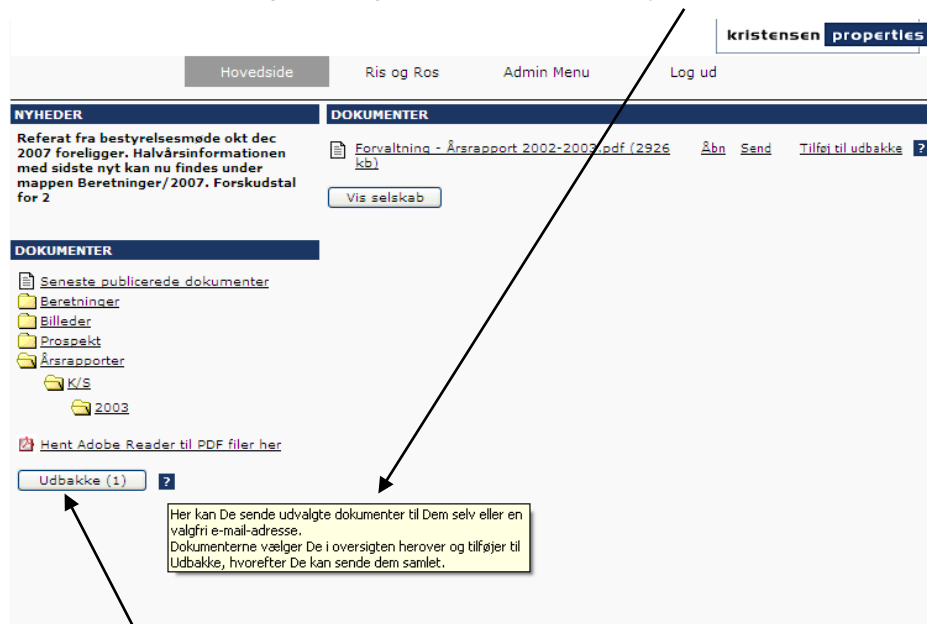 kristensen properties
Hovedside Ris og Ros Admin Menu Log ud
NYHEDER
Referat fra bestyrelsesmøde okt dec
2007 foreligger. Halvårsinformationen
med sidste nyt kan nu findes under
mappen Beretninger/2007. Forskudstal
for 2
DOKUMENTER
Forvaltning - Årsrapport 2002-2003.pdf (2926
kb)
Åbn Send Tilføj til udbakke ?
Vis selskab
DOKUMENTER
Seneste publicerede dokumenter
Beretninger
Billeder
Prospekt
Årsrapporter
K/S
2003
Hent Adobe Reader til PDF filer her
Udbakke (1) ?
Her kan De sende udvalgte dokumenter til Dem selv eller en
valgfri e-mail-adresse.
Dokumenterne vælger De i oversigten herover og tilføjer til
Udbakke, hvorefter De kan sende dem samlet.